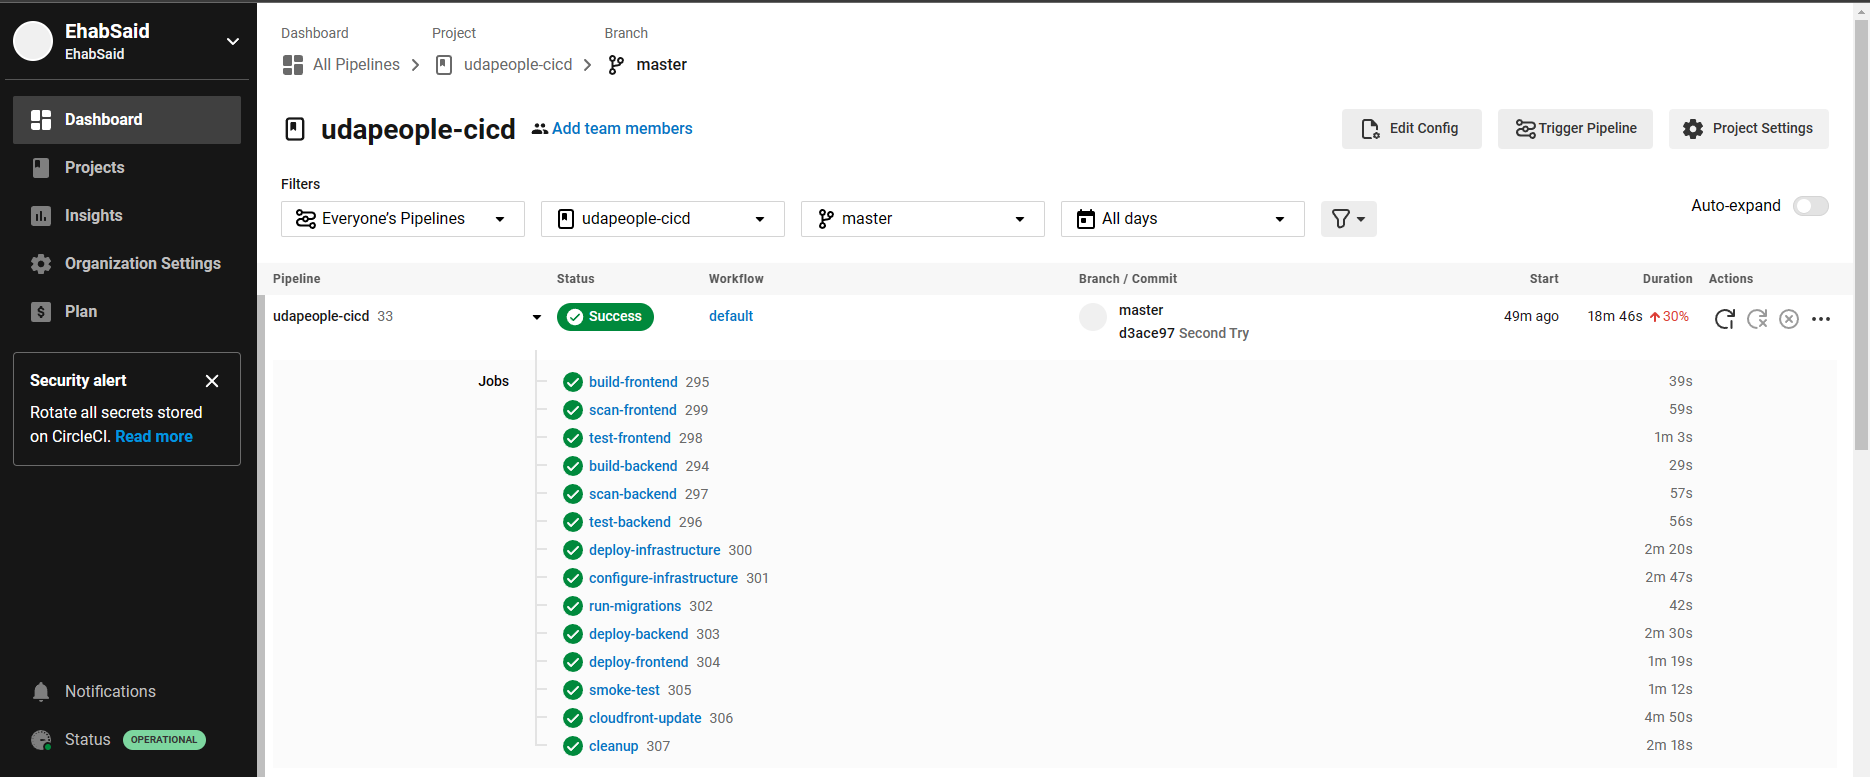 EhabSaid
EhabSaid
Dashboard
Projects
Insights
Organization Settings
Plan
Security alert
Rotate all secrets stored
on CircleCI. Read more
Notifications
Status OPERATIONAL
Dashboard Project Branch
All Pipelines udapeople-cicd master
udapeople-cicd Add team members
Edit Config Trigger Pipeline Project Settings
Filters
Everyone’s Pipelines udapeople-cicd master All days
Auto-expand
Pipeline Status Workflow Branch / Commit Start Duration Actions
udapeople-cicd 33 Success default master 49m ago 18m 46s 30%
d3ace97 Second Try
Jobs build-frontend 295 39s
scan-frontend 299 59s
test-frontend 298 1m 3s
build-backend 294 29s
scan-backend 297 57s
test-backend 296 56s
deploy-infrastructure 300 2m 20s
configure-infrastructure 301 2m 47s
run-migrations 302 42s
deploy-backend 303 2m 30s
deploy-frontend 304 1m 19s
smoke-test 305 1m 12s
cloudfront-update 306 4m 50s
cleanup 307 2m 18s